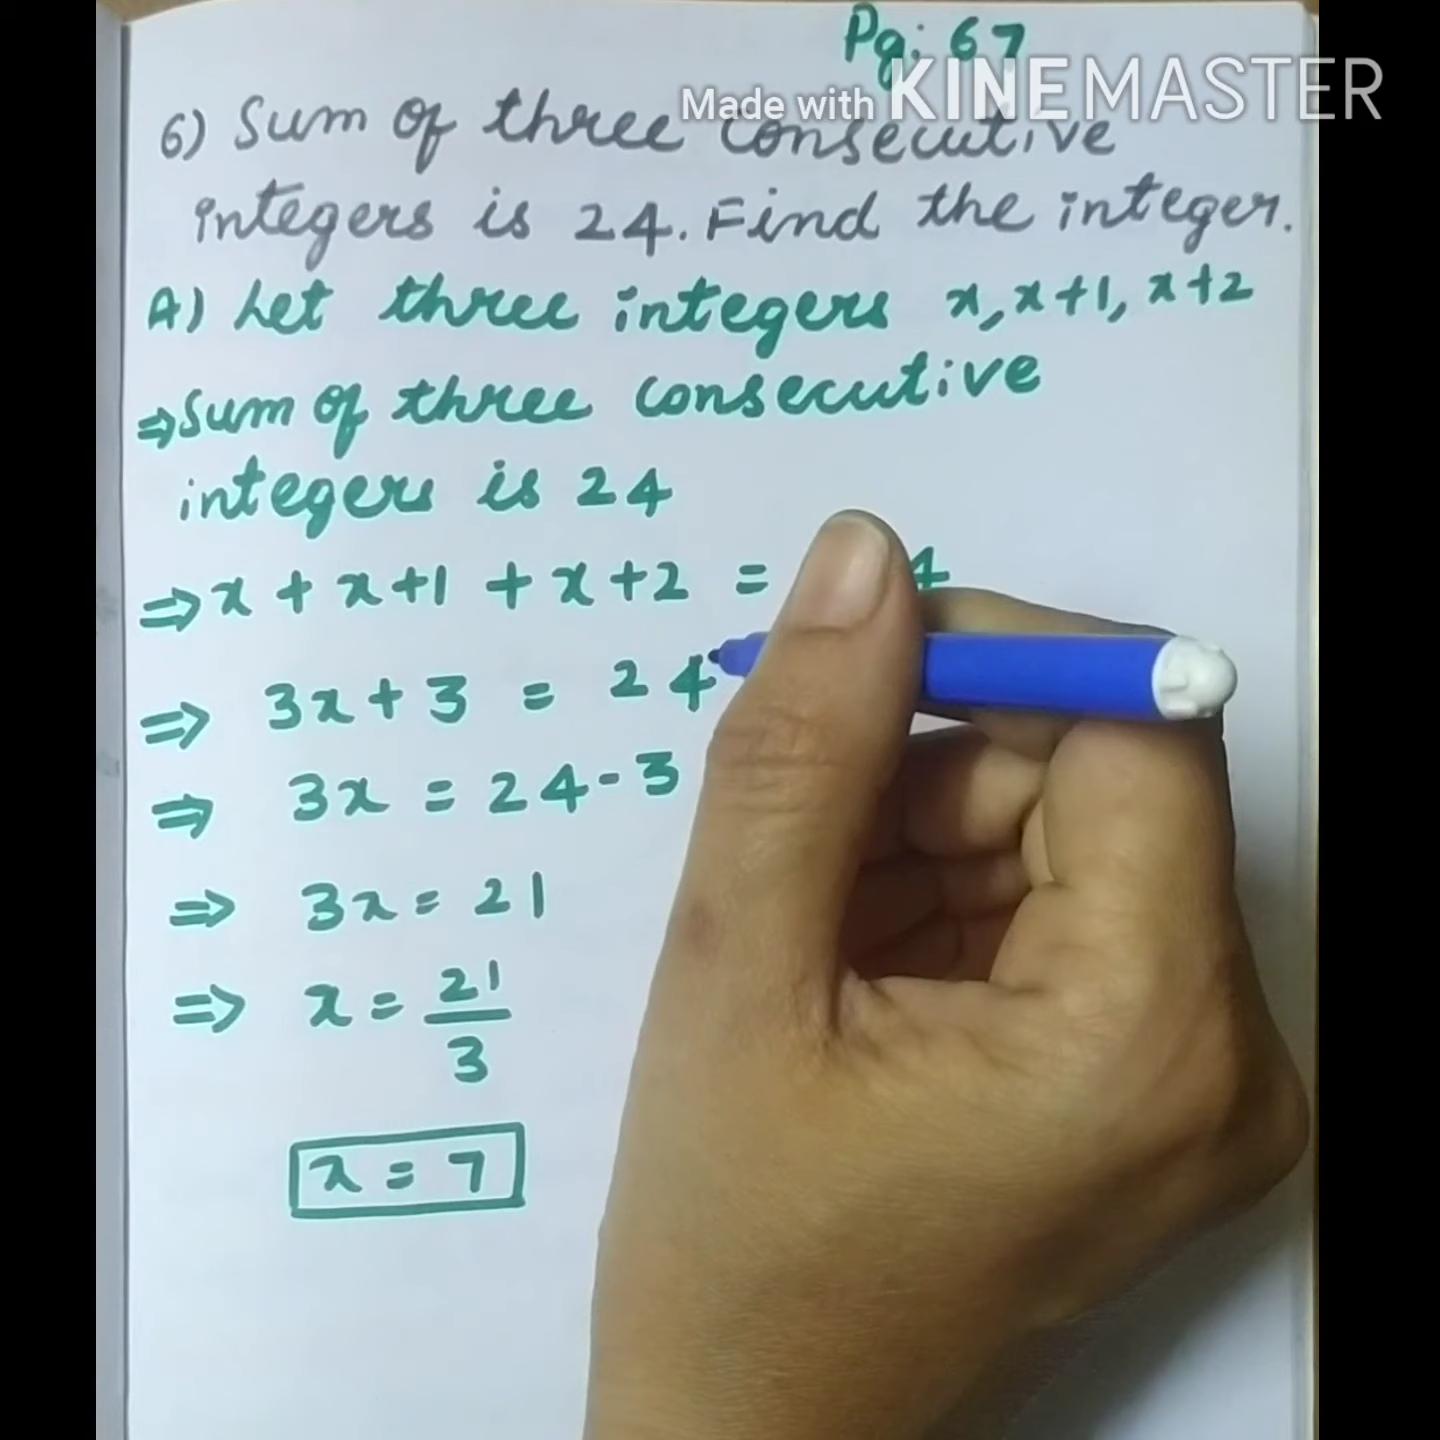 Pg: 67
Made with KINEMASTER
6) Sum of three consecutive
integers is 24. Find the integer.
A) Let three integers x, x+1, x+2
⇒ Sum of three consecutive
integers is 24
⇒ x + x+1 + x+2 = 4
⇒ 3x + 3 = 24
⇒ 3x = 24-3
⇒ 3x = 21
⇒ x = 21/3
x = 7